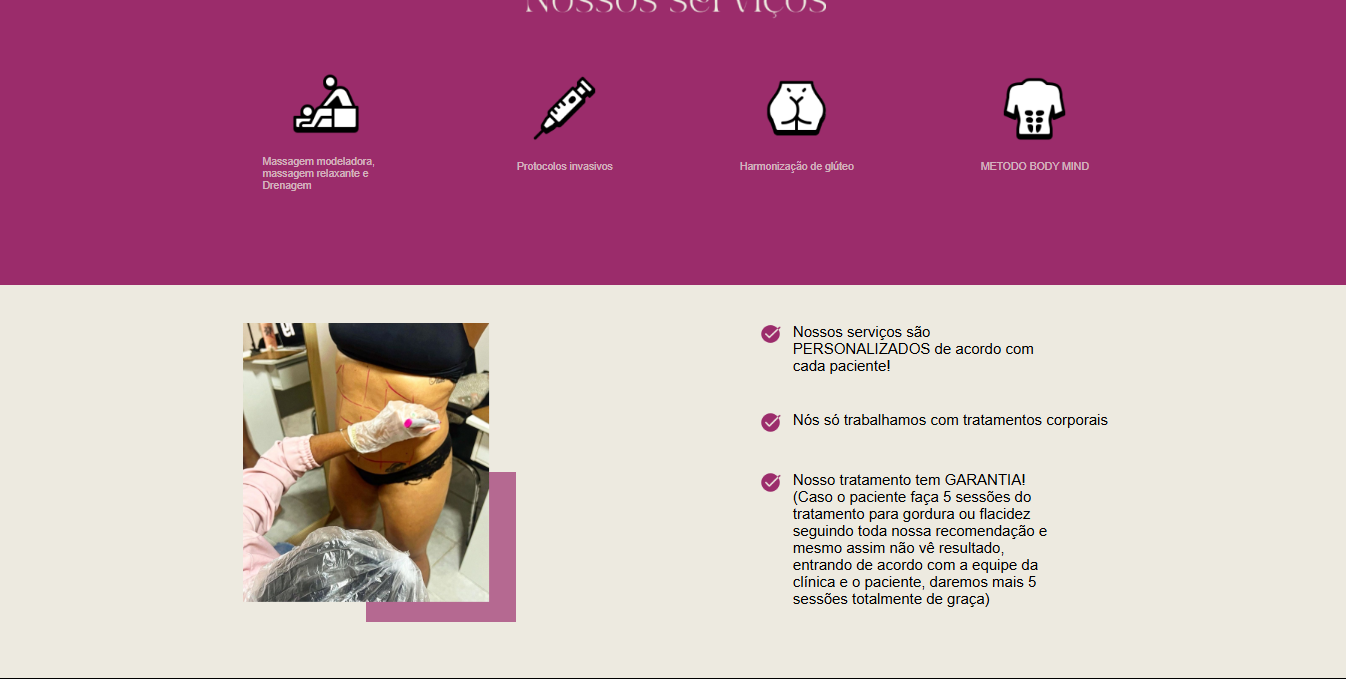 Nossos serviços
Massagem modeladora,
massagem relaxante e
Drenagem
Protocolos invasivos
Harmonização de glúteo
METODO BODY MIND
Nossos serviços são
PERSONALIZADOS de acordo com
cada paciente!
Nós só trabalhamos com tratamentos corporais
Nosso tratamento tem GARANTIA!
(Caso o paciente faça 5 sessões do
tratamento para gordura ou flacidez
seguindo toda nossa recomendação e
mesmo assim não vê resultado,
entrando de acordo com a equipe da
clínica e o paciente, daremos mais 5
sessões totalmente de graça)